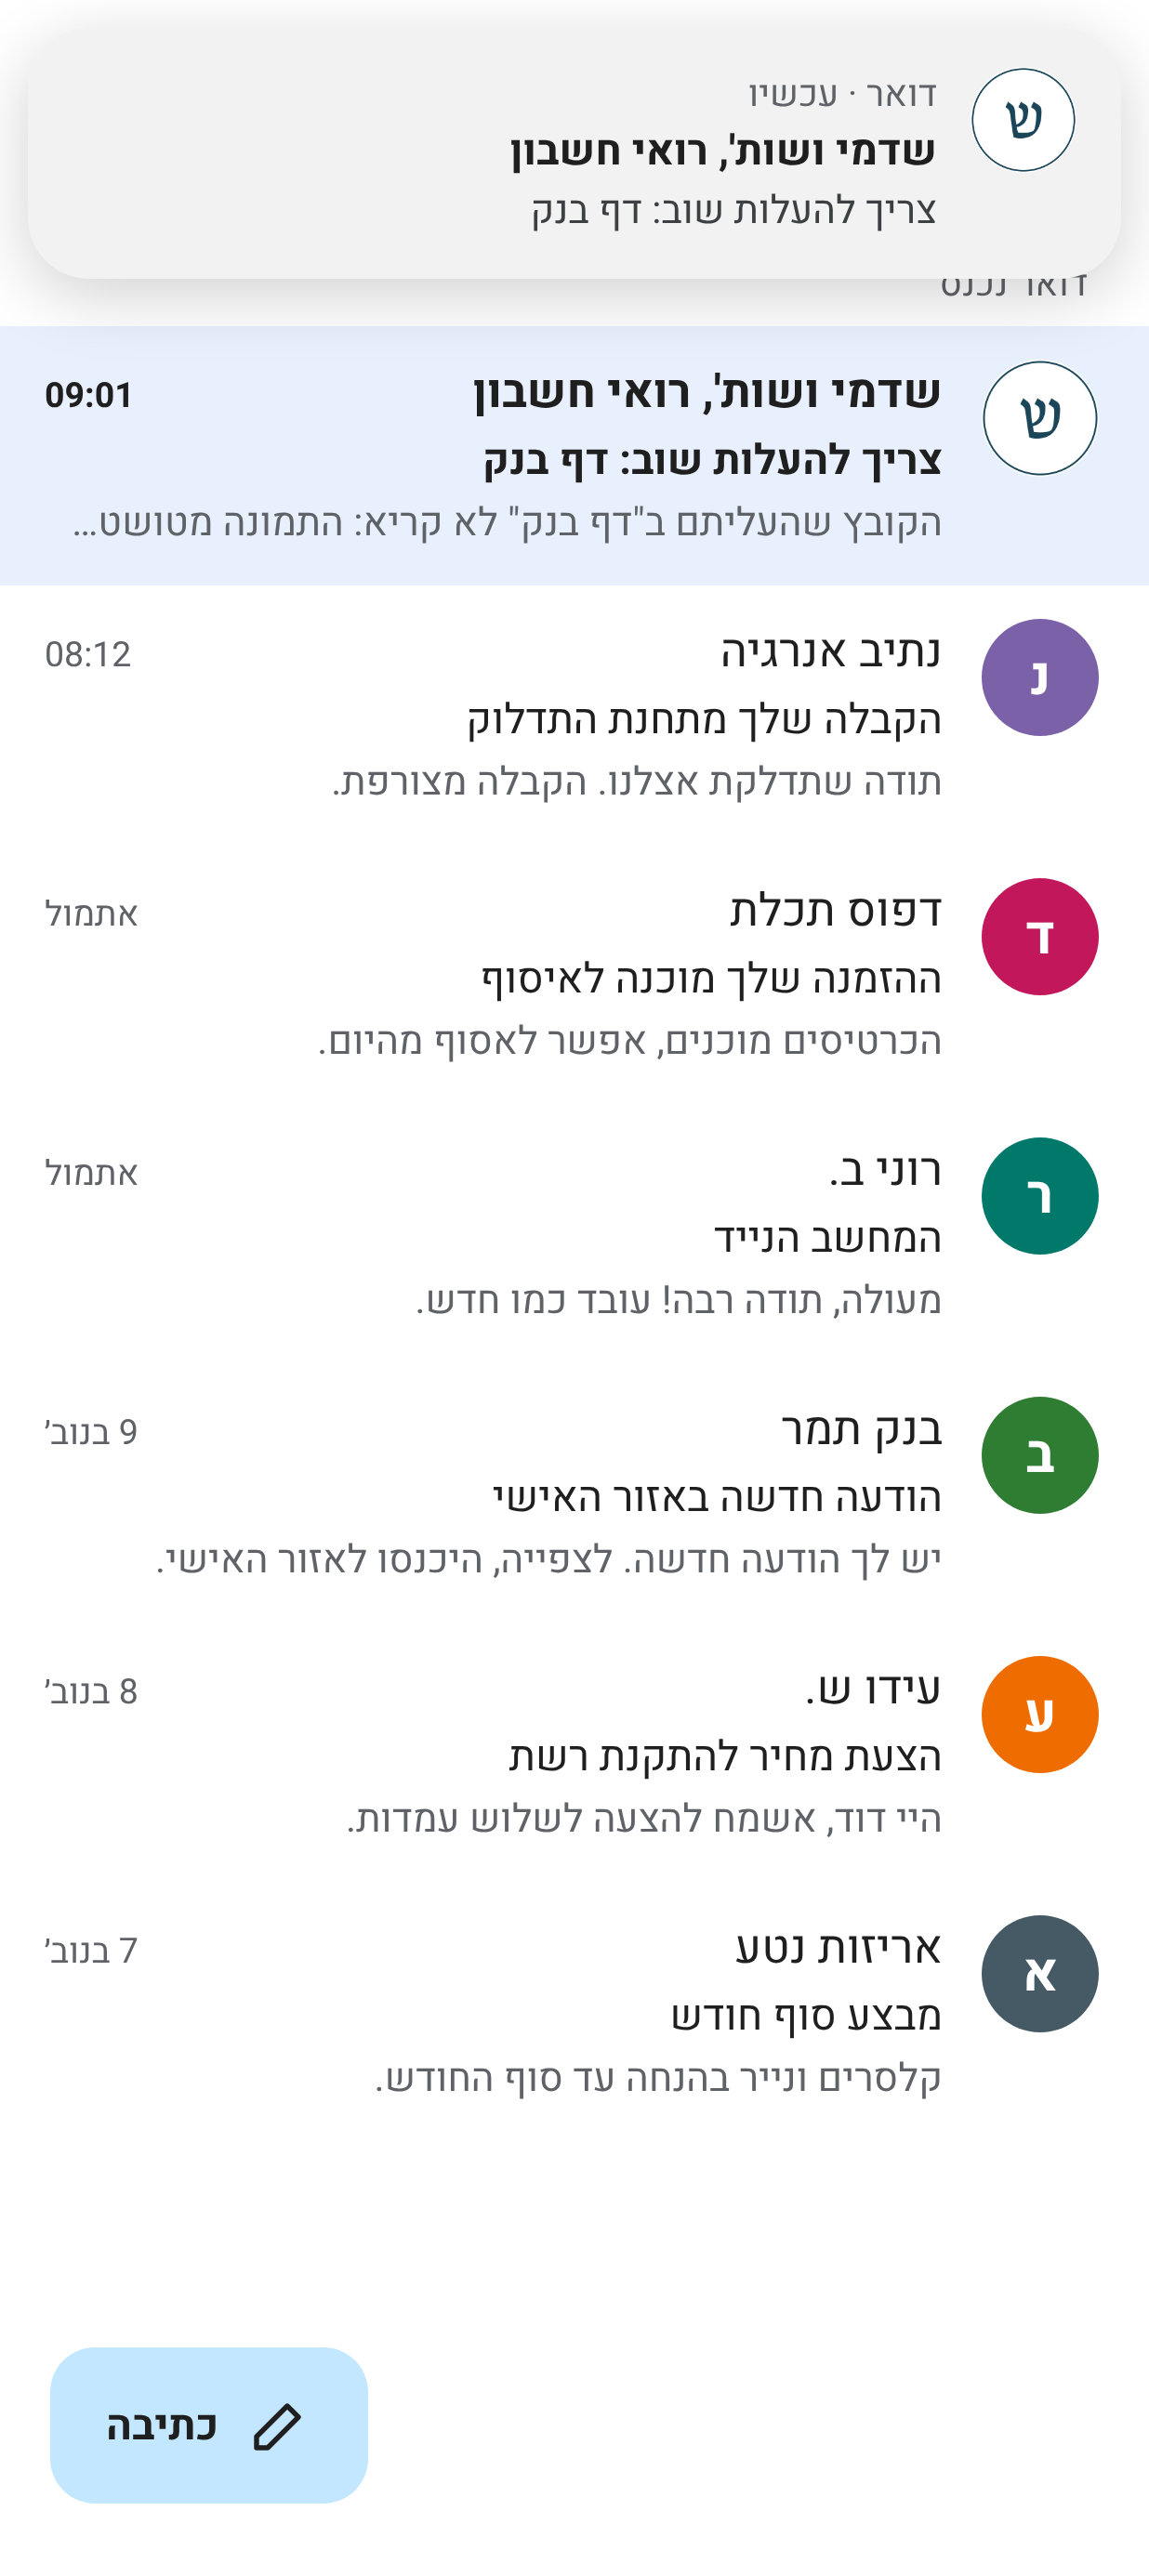 ש
דואר · עכשיו
שדמי ושות', רואי חשבון
צריך להעלות שוב: דף בנק
דואר נכנס
ש
שדמי ושות', רואי חשבון 09:01
צריך להעלות שוב: דף בנק
הקובץ שהעליתם ב"דף בנק" לא קריא: התמונה מטושט...
נ
נתיב אנרגיה 08:12
הקבלה שלך מתחנת התדלוק
תודה שתדלקת אצלנו. הקבלה מצורפת.
ד
דפוס תכלת אתמול
ההזמנה שלך מוכנה לאיסוף
הכרטיסים מוכנים, אפשר לאסוף מהיום.
ר
רוני ב. אתמול
המחשב הנייד
מעולה, תודה רבה! עובד כמו חדש.
ב
בנק תמר 9 בנוב׳
הודעה חדשה באזור האישי
יש לך הודעה חדשה. לצפייה, היכנסו לאזור האישי.
ע
עידו ש. 8 בנוב׳
הצעת מחיר להתקנת רשת
היי דוד, אשמח להצעה לשלוש עמדות.
א
אריזות נטע 7 בנוב׳
מבצע סוף חודש
קלסרים ונייר בהנחה עד סוף החודש.
כתיבה